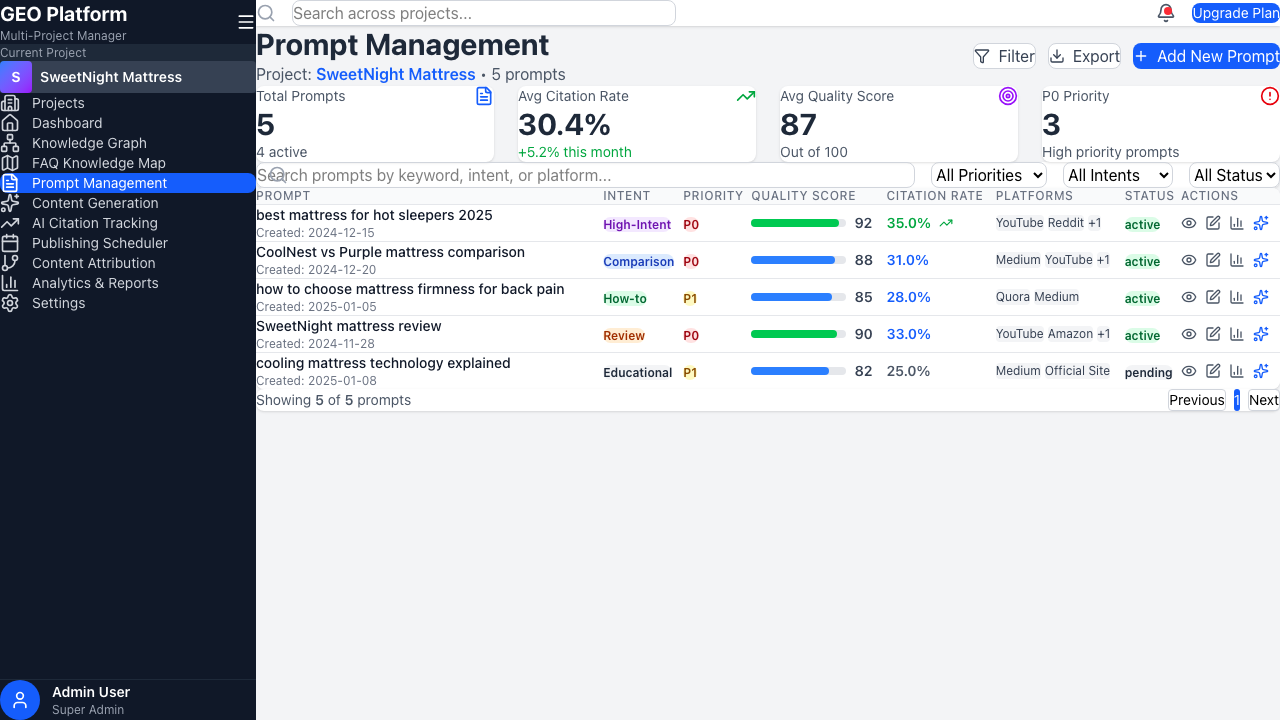 GEO Platform
Multi-Project Manager
Current Project
S SweetNight Mattress
Projects
Dashboard
Knowledge Graph
FAQ Knowledge Map
Prompt Management
Content Generation
AI Citation Tracking
Publishing Scheduler
Content Attribution
Analytics & Reports
Settings
Admin User
Super Admin
Search across projects...
Upgrade Plan
Prompt Management
Project: SweetNight Mattress • 5 prompts
Filter Export Add New Prompt
Total Prompts
5
4 active
Avg Citation Rate
30.4%
+5.2% this month
Avg Quality Score
87
Out of 100
P0 Priority
3
High priority prompts
Search prompts by keyword, intent, or platform...
All Priorities All Intents All Status
PROMPT INTENT PRIORITY QUALITY SCORE CITATION RATE PLATFORMS STATUS ACTIONS
best mattress for hot sleepers 2025
Created: 2024-12-15
High-Intent P0 92 35.0% YouTube Reddit +1 active
CoolNest vs Purple mattress comparison
Created: 2024-12-20
Comparison P0 88 31.0% Medium YouTube +1 active
how to choose mattress firmness for back pain
Created: 2025-01-05
How-to P1 85 28.0% Quora Medium active
SweetNight mattress review
Created: 2024-11-28
Review P0 90 33.0% YouTube Amazon +1 active
cooling mattress technology explained
Created: 2025-01-08
Educational P1 82 25.0% Medium Official Site pending
Showing 5 of 5 prompts
Previous 1 Next